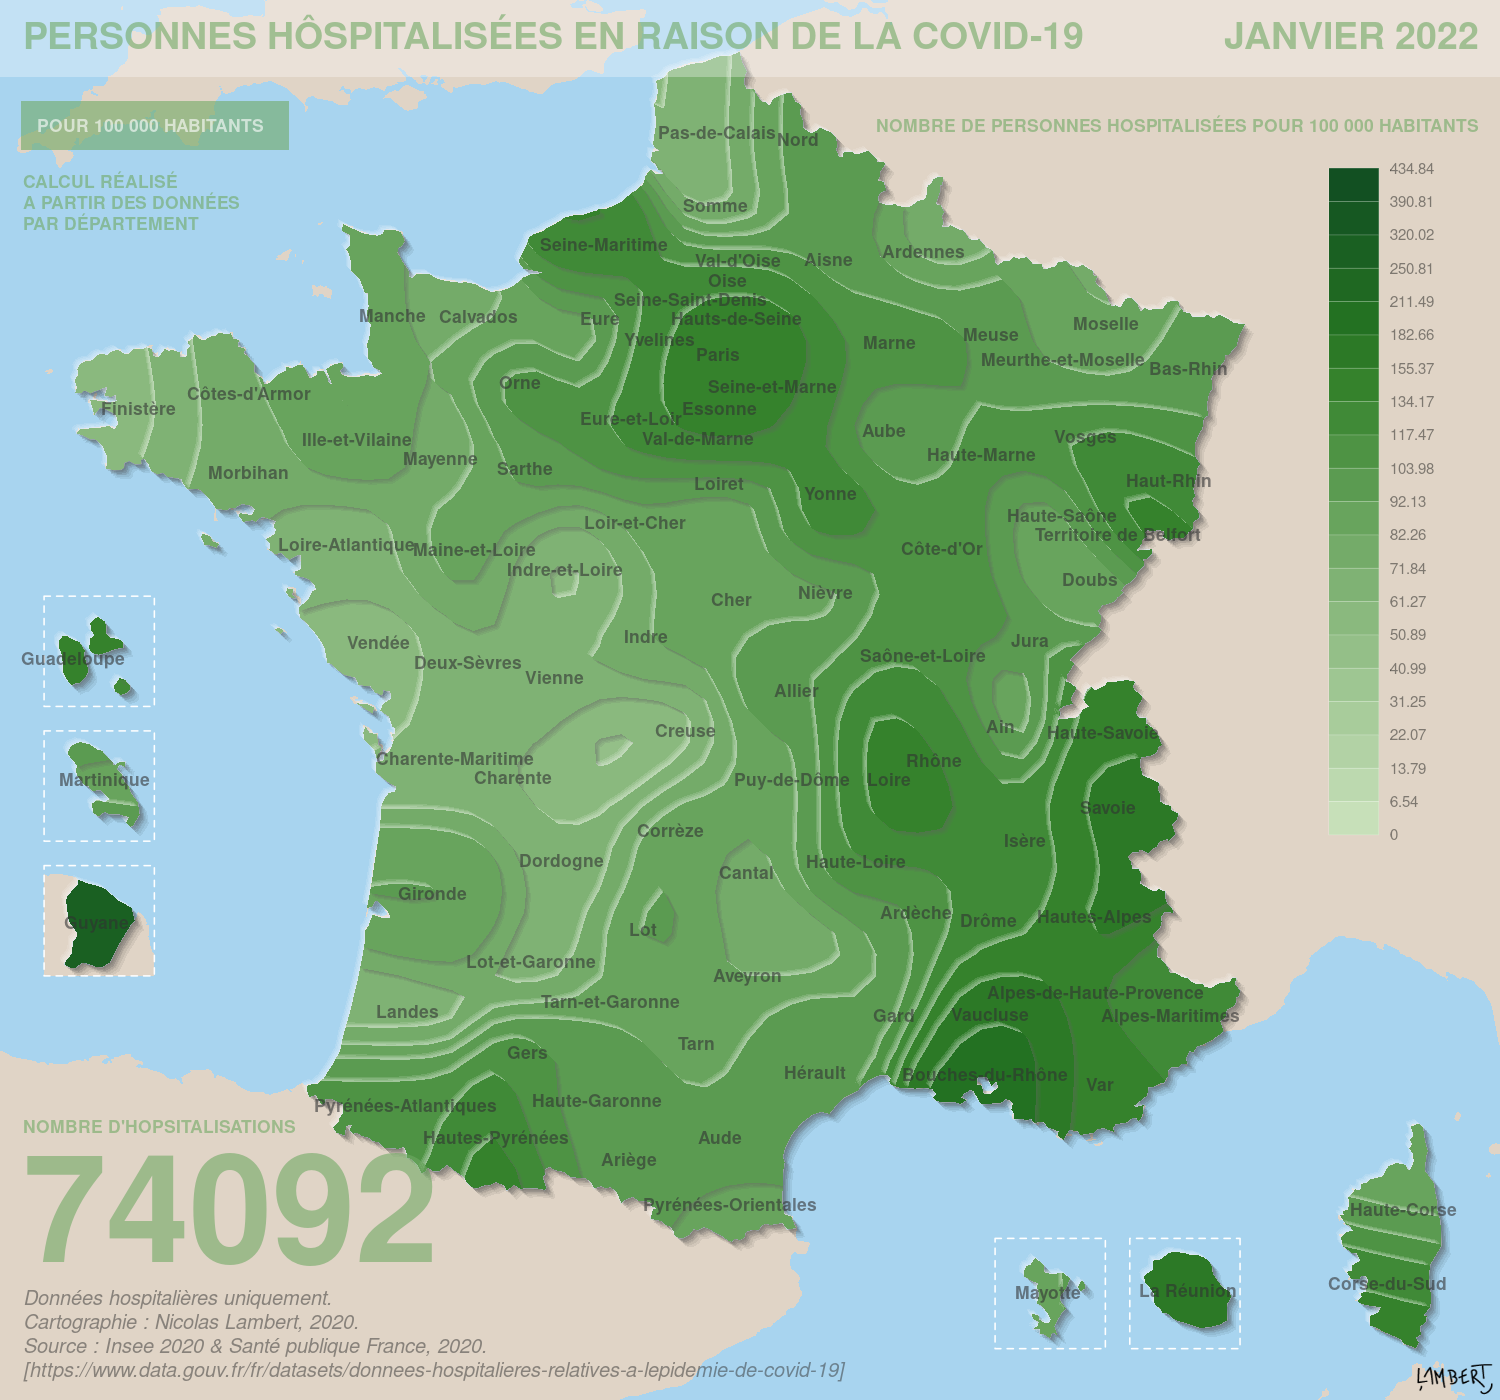 PERSONNES HÔSPITALISÉES EN RAISON DE LA COVID-19
JANVIER 2022
POUR 100 000 HABITANTS
CALCUL RÉALISÉ
A PARTIR DES DONNÉES
PAR DÉPARTEMENT
NOMBRE DE PERSONNES HOSPITALISÉES POUR 100 000 HABITANTS
434.84
390.81
320.02
250.81
211.49
182.66
155.37
134.17
117.47
103.98
92.13
82.26
71.84
61.27
50.89
40.99
31.25
22.07
13.79
6.54
0
Pas-de-Calais
Nord
Somme
Seine-Maritime
Ardennes
Val-d'Oise
Aisne
Oise
Seine-Saint-Denis
Manche
Calvados
Eure
Hauts-de-Seine
Moselle
Yvelines
Marne
Meuse
Paris
Meurthe-et-Moselle
Bas-Rhin
Orne
Seine-et-Marne
Côtes-d'Armor
Finistère
Essonne
Eure-et-Loir
Ille-et-Vilaine
Val-de-Marne
Aube
Vosges
Mayenne
Haute-Marne
Morbihan
Sarthe
Loiret
Yonne
Haut-Rhin
Loir-et-Cher
Haute-Saône
Territoire de Belfort
Loire-Atlantique
Maine-et-Loire
Côte-d'Or
Indre-et-Loire
Doubs
Cher
Nièvre
Indre
Jura
Vendée
Deux-Sèvres
Saône-et-Loire
Guadeloupe
Vienne
Allier
Creuse
Ain
Haute-Savoie
Charente-Maritime
Rhône
Charente
Puy-de-Dôme
Loire
Martinique
Savoie
Corrèze
Isère
Dordogne
Haute-Loire
Cantal
Gironde
Ardèche
Drôme
Hautes-Alpes
Guyane
Lot
Lot-et-Garonne
Aveyron
Alpes-de-Haute-Provence
Landes
Tarn-et-Garonne
Gard
Vaucluse
Alpes-Maritimes
Tarn
Gers
Hérault
Bouches-du-Rhône
Var
Pyrénées-Atlantiques
Haute-Garonne
Hautes-Pyrénées
Aude
Ariège
Pyrénées-Orientales
Haute-Corse
Corse-du-Sud
Mayotte
La Réunion
NOMBRE D'HOPSITALISATIONS
74092
Données hospitalières uniquement.
Cartographie : Nicolas Lambert, 2020.
Source : Insee 2020 & Santé publique France, 2020.
[https://www.data.gouv.fr/fr/datasets/donnees-hospitalieres-relatives-a-lepidemie-de-covid-19]
LAMBERT